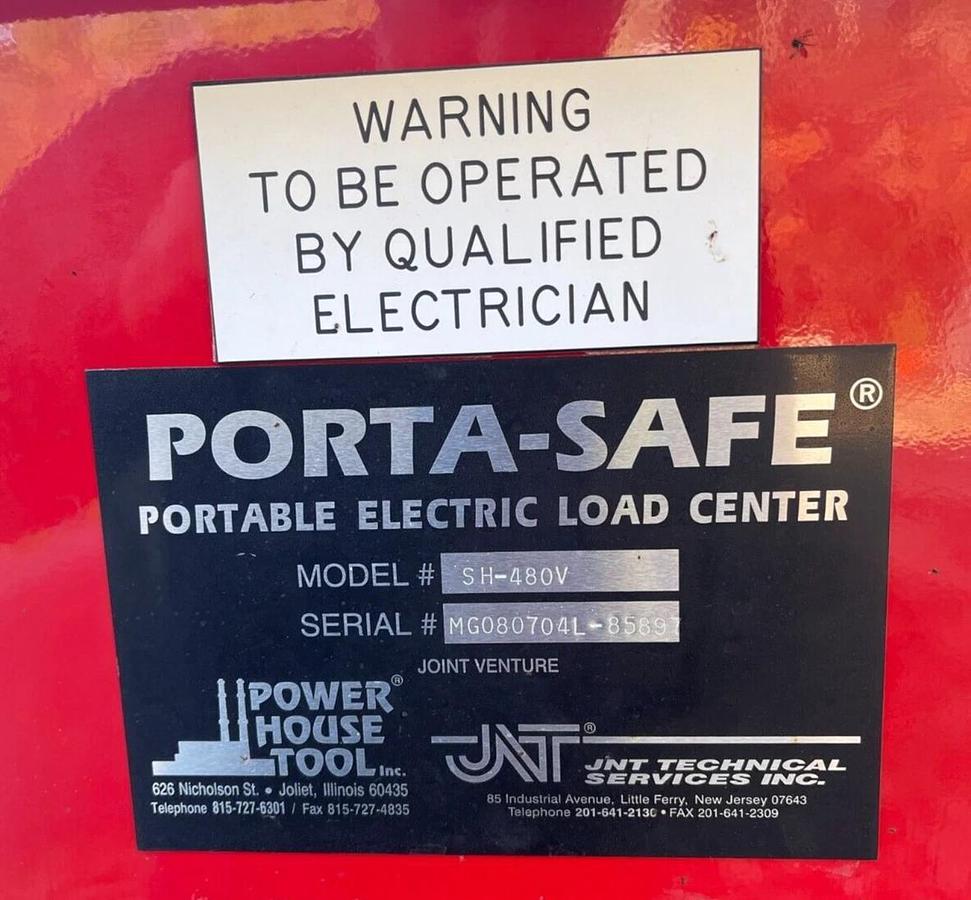 WARNING
TO BE OPERATED
BY QUALIFIED
ELECTRICIAN
PORTA-SAFE®
PORTABLE ELECTRIC LOAD CENTER
MODEL # SH-480V
SERIAL # MG080704L-85897
JOINT VENTURE
POWER®
HOUSE
TOOL Inc.
626 Nicholson St. • Joliet, Illinois 60435
Telephone 815-727-6301 / Fax 815-727-4835
JNT®
JNT TECHNICAL
SERVICES INC.
85 Industrial Avenue, Little Ferry, New Jersey 07643
Telephone 201-641-2130 • FAX 201-641-2309